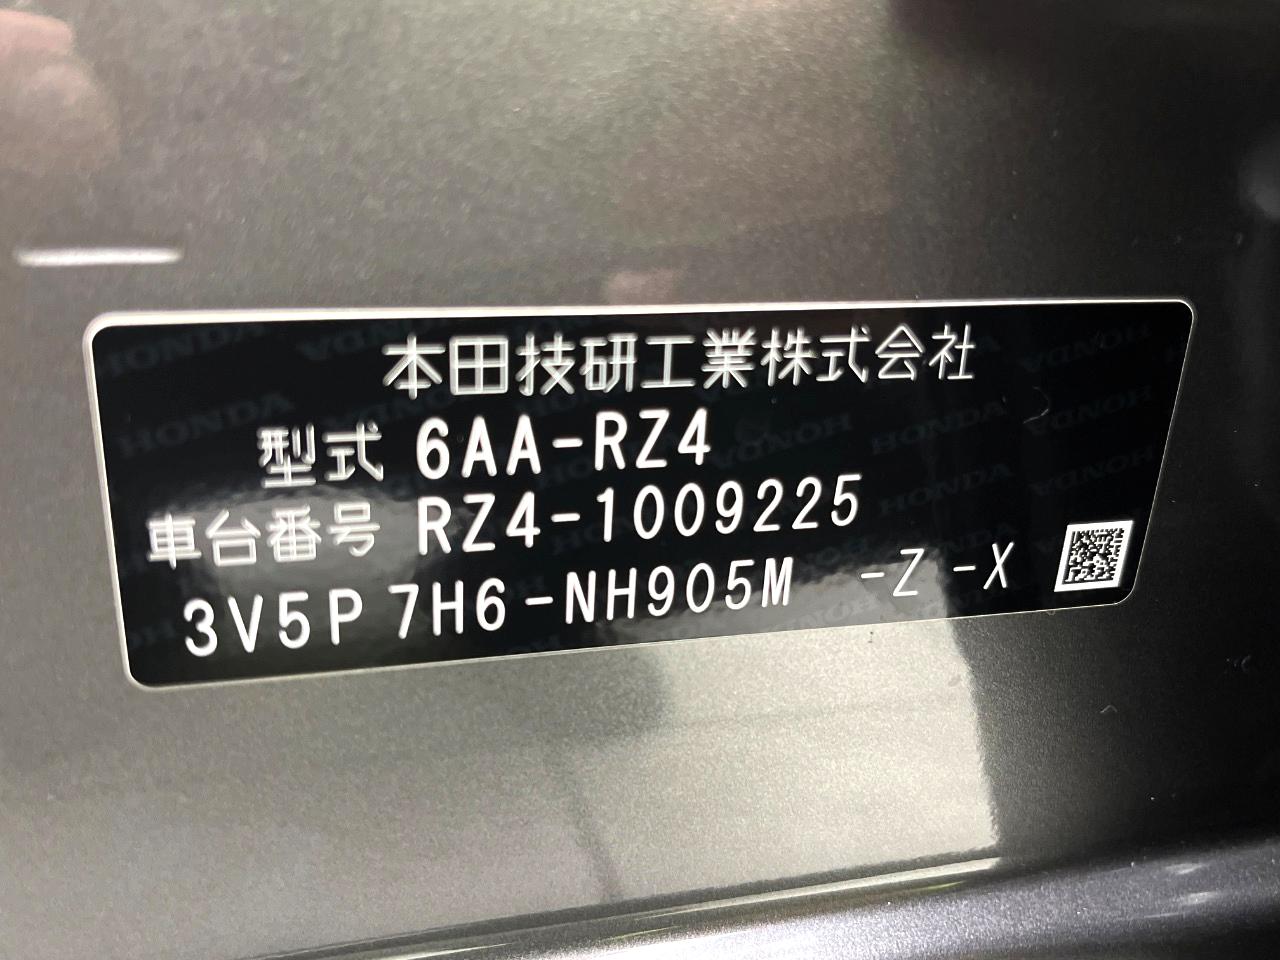 本田技研工業株式会社
型式 6AA-RZ4
車台番号 RZ4-1009225
3V5P 7H6-NH905M -Z -X